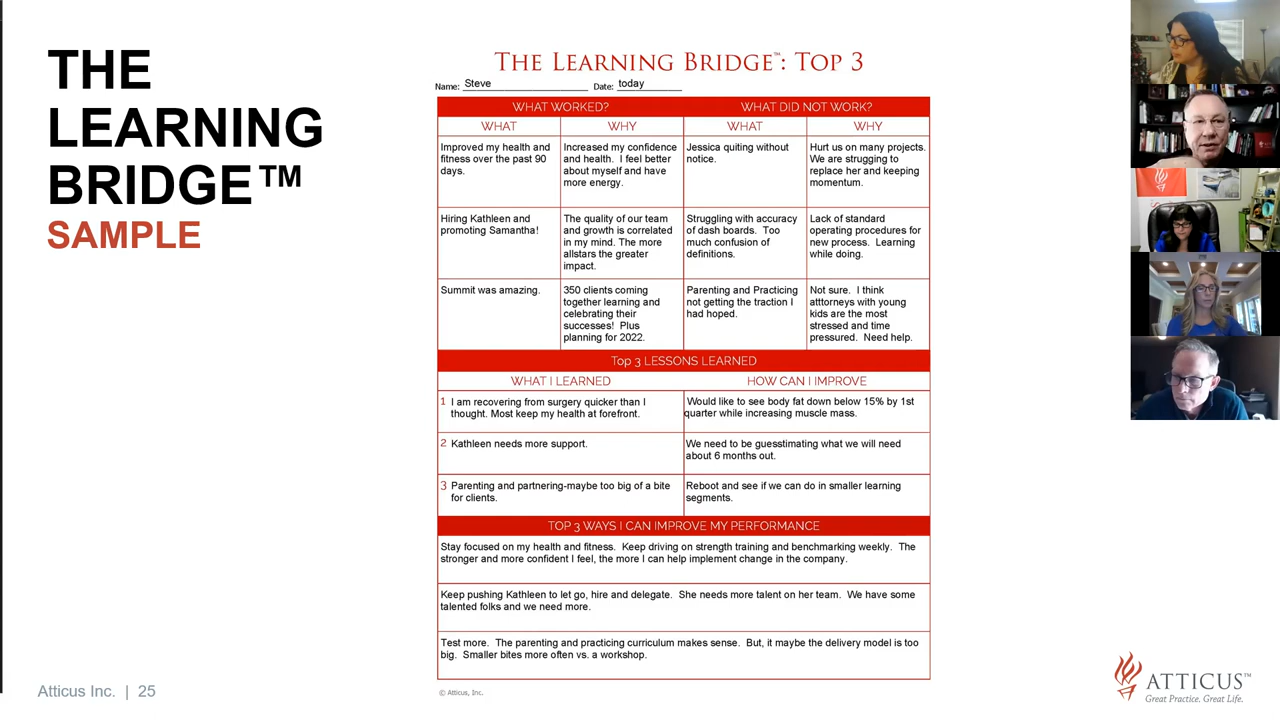 THE
LEARNING
BRIDGE™
SAMPLE
THE LEARNING BRIDGE™: TOP 3
Name: Steve Date: today
WHAT WORKED? WHAT DID NOT WORK?
WHAT WHY WHAT WHY
Improved my health and
fitness over the past 90
days.
Increased my confidence
and health. I feel better
about myself and have
more energy.
Jessica quiting without
notice.
Hurt us on many projects.
We are strugging to
replace her and keeping
momentum.
Hiring Kathleen and
promoting Samantha!
The quality of our team
and growth is correlated
in my mind. The more
allstars the greater
impact.
Struggling with accuracy
of dash boards. Too
much confusion of
definitions.
Lack of standard
operating procedures for
new process. Learning
while doing.
Summit was amazing.
350 clients coming
together learning and
celebrating their
successes! Plus
planning for 2022.
Parenting and Practicing
not getting the traction I
had hoped.
Not sure. I think
atttorneys with young
kids are the most
stressed and time
pressured. Need help.
Top 3 LESSONS LEARNED
WHAT I LEARNED HOW CAN I IMPROVE
1 I am recovering from surgery quicker than I
thought. Most keep my health at forefront.
Would like to see body fat down below 15% by 1st
quarter while increasing muscle mass.
2 Kathleen needs more support.
We need to be guesstimating what we will need
about 6 months out.
3 Parenting and partnering-maybe too big of a bite
for clients.
Reboot and see if we can do in smaller learning
segments.
TOP 3 WAYS I CAN IMPROVE MY PERFORMANCE
Stay focused on my health and fitness. Keep driving on strength training and benchmarking weekly. The
stronger and more confident I feel, the more I can help implement change in the company.
Keep pushing Kathleen to let go, hire and delegate. She needs more talent on her team. We have some
talented folks and we need more.
Test more. The parenting and practicing curriculum makes sense. But, it maybe the delivery model is too
big. Smaller bites more often vs. a workshop.
© Atticus, Inc.
Atticus Inc. | 25
ATTICUS™
Great Practice. Great Life.